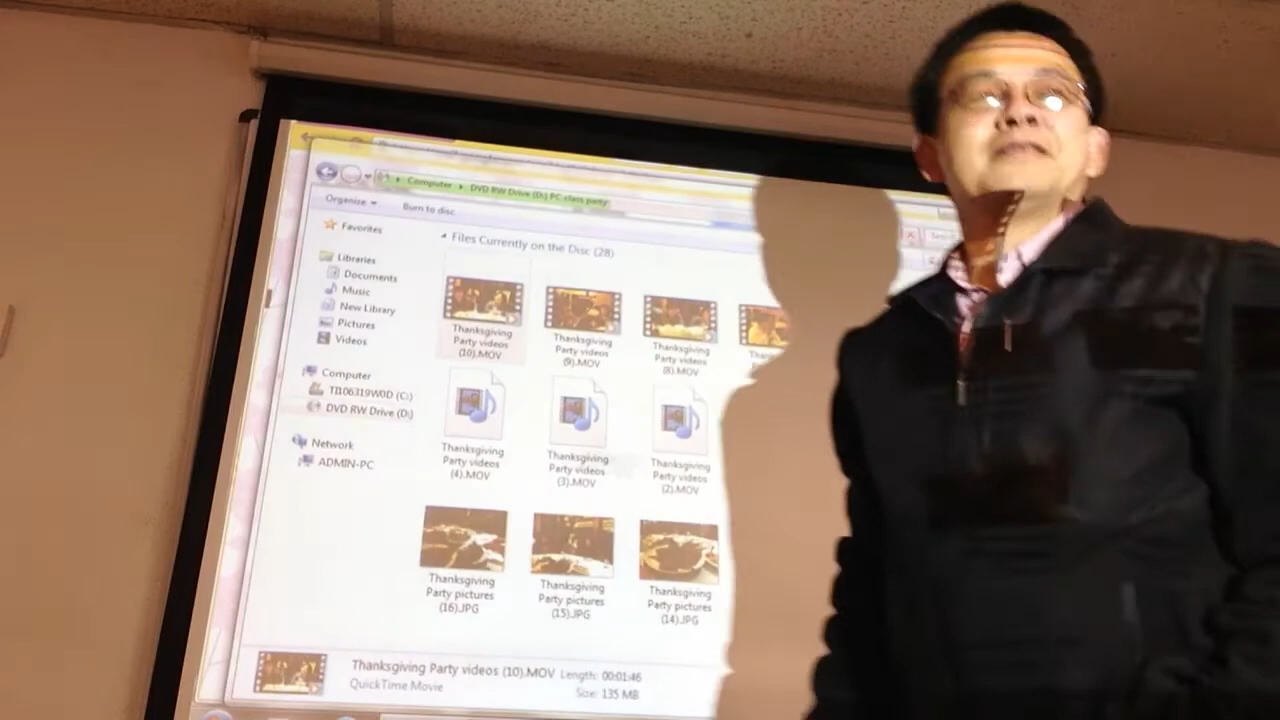 Computer ▸ DVD RW Drive (D:) PC class party
Organize
Burn to disc
Favorites
Libraries
Documents
Music
New Library
Pictures
Videos
Computer
TI106319W0D (C:)
DVD RW Drive (D:)
Network
ADMIN-PC
Files Currently on the Disc (28)
Thanksgiving
Party videos
(10).MOV
Thanksgiving
Party videos
(9).MOV
Thanksgiving
Party videos
(8).MOV
Thanks
Thanksgiving
Party videos
(4).MOV
Thanksgiving
Party videos
(3).MOV
Thanksgiving
Party videos
(2).MOV
Thanksgiving
Party pictures
(16).JPG
Thanksgiving
Party pictures
(15).JPG
Thanksgiving
Party pictures
(14).JPG
Thanksgiving Party videos (10).MOV Length: 00:01:46
QuickTime Movie Size: 135 MB